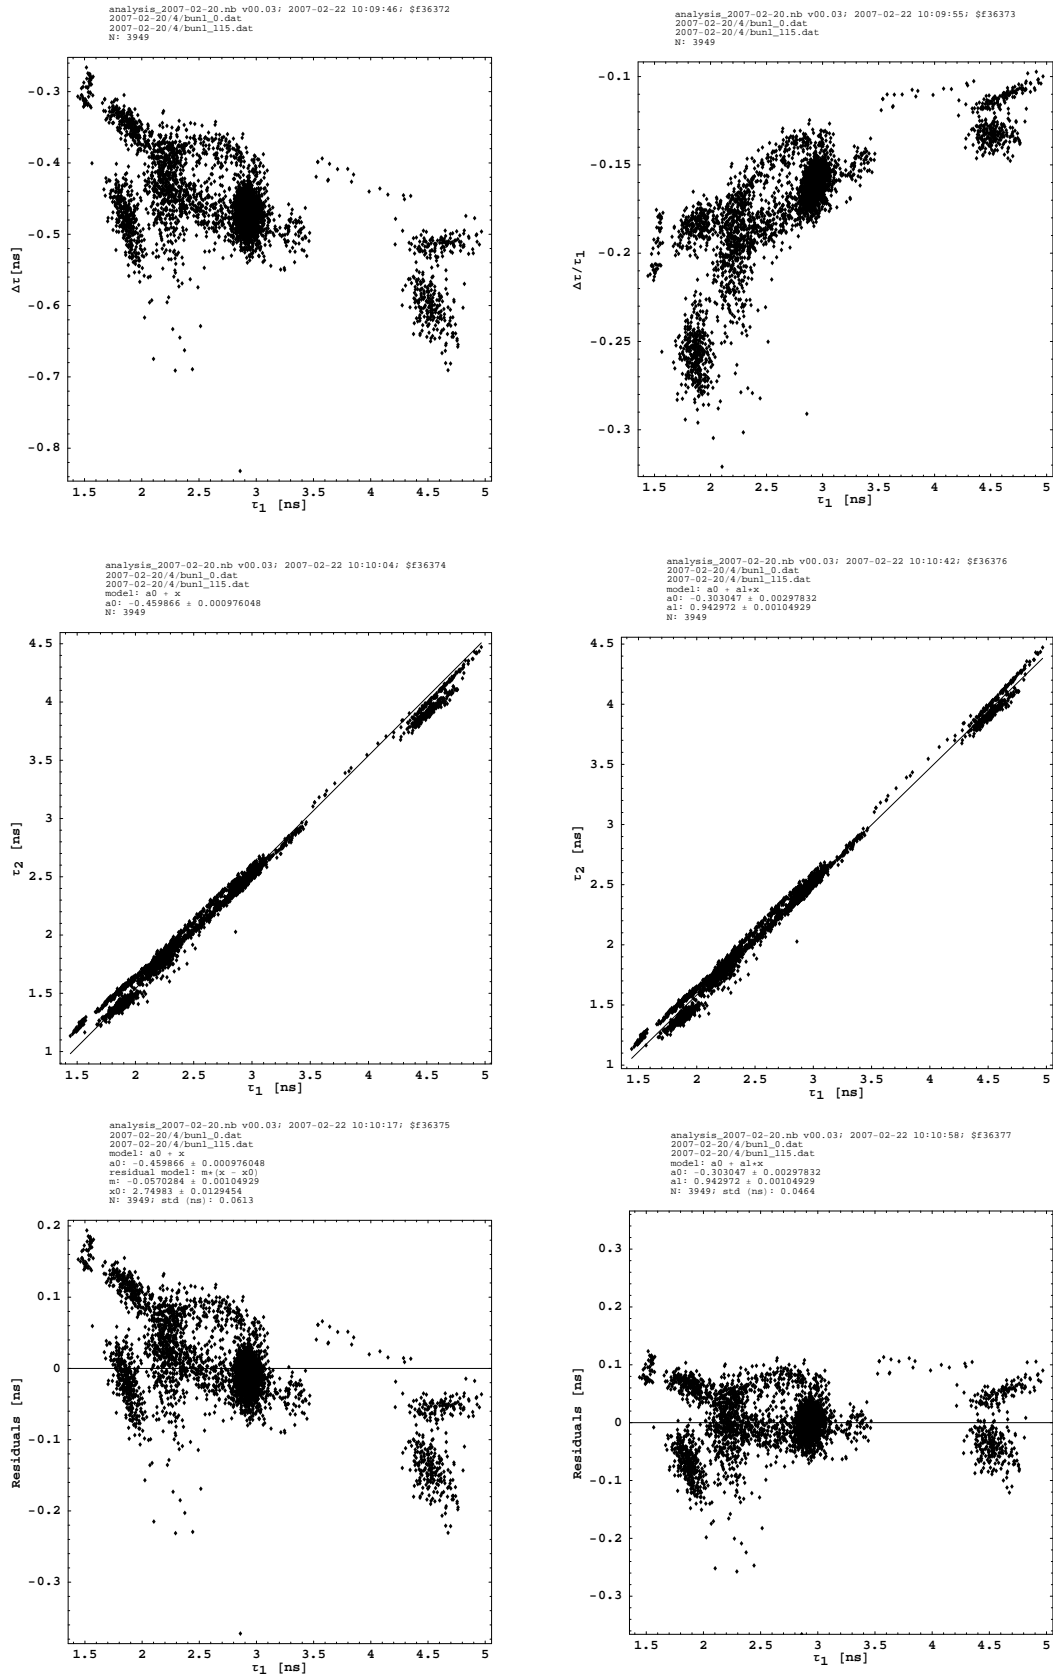 analysis_2007-02-20.nb v00.03; 2007-02-22 10:09:46; $f36372
2007-02-20/4/bunl_0.dat
2007-02-20/4/bunl_115.dat
N: 3949
-0.3
-0.4
-0.5
-0.6
-0.7
-0.8
Δτ[ns]
1.5 2 2.5 3 3.5 4 4.5 5
τ1 [ns]
analysis_2007-02-20.nb v00.03; 2007-02-22 10:09:55; $f36373
2007-02-20/4/bunl_0.dat
2007-02-20/4/bunl_115.dat
N: 3949
-0.1
-0.15
-0.2
-0.25
-0.3
Δτ/τ1
1.5 2 2.5 3 3.5 4 4.5 5
τ1 [ns]
analysis_2007-02-20.nb v00.03; 2007-02-22 10:10:04; $f36374
2007-02-20/4/bunl_0.dat
2007-02-20/4/bunl_115.dat
model: a0 + x
a0: -0.459866 ± 0.000976048
N: 3949
4.5
4
3.5
3
2.5
2
1.5
1
τ2 [ns]
1.5 2 2.5 3 3.5 4 4.5 5
τ1 [ns]
analysis_2007-02-20.nb v00.03; 2007-02-22 10:10:42; $f36376
2007-02-20/4/bunl_0.dat
2007-02-20/4/bunl_115.dat
model: a0 + a1*x
a0: -0.303047 ± 0.00297832
a1: 0.942972 ± 0.00104929
N: 3949
4.5
4
3.5
3
2.5
2
1.5
1
τ2 [ns]
1.5 2 2.5 3 3.5 4 4.5 5
τ1 [ns]
analysis_2007-02-20.nb v00.03; 2007-02-22 10:10:17; $f36375
2007-02-20/4/bunl_0.dat
2007-02-20/4/bunl_115.dat
model: a0 + x
a0: -0.459866 ± 0.000976048
residual model: m*(x - x0)
m: -0.0570284 ± 0.00104929
x0: 2.74983 ± 0.0129454
N: 3949; std (ns): 0.0613
0.2
0.1
0
-0.1
-0.2
-0.3
Residuals [ns]
1.5 2 2.5 3 3.5 4 4.5 5
τ1 [ns]
analysis_2007-02-20.nb v00.03; 2007-02-22 10:10:58; $f36377
2007-02-20/4/bunl_0.dat
2007-02-20/4/bunl_115.dat
model: a0 + a1*x
a0: -0.303047 ± 0.00297832
a1: 0.942972 ± 0.00104929
N: 3949; std (ns): 0.0464
0.3
0.2
0.1
0
-0.1
-0.2
-0.3
Residuals [ns]
1.5 2 2.5 3 3.5 4 4.5 5
τ1 [ns]